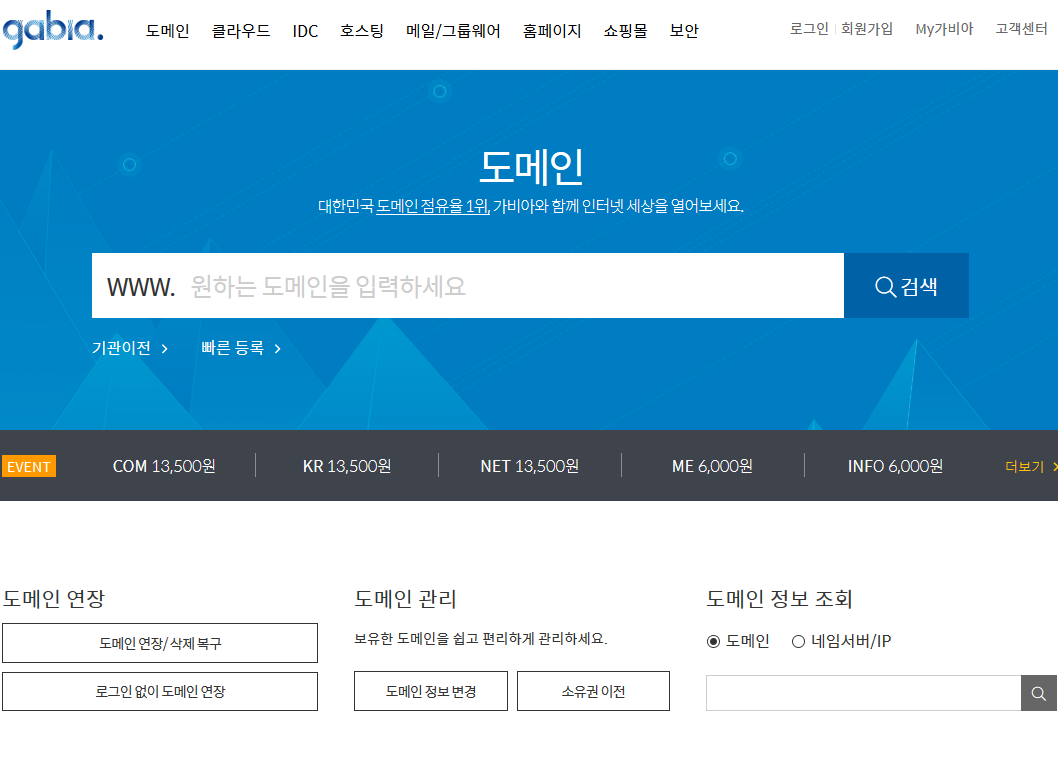 gabia.
도메인 클라우드 IDC 호스팅 메일/그룹웨어 홈페이지 쇼핑몰 보안
로그인 회원가입 My가비아 고객센터
도메인
대한민국 도메인 점유율 1위, 가비아와 함께 인터넷 세상을 열어보세요.
WWW. 원하는 도메인을 입력하세요
검색
기관이전 빠른 등록
EVENT COM 13,500원 KR 13,500원 NET 13,500원 ME 6,000원 INFO 6,000원 더보기
도메인 연장
도메인 연장/삭제 복구
로그인 없이 도메인 연장
도메인 관리
보유한 도메인을 쉽고 편리하게 관리하세요.
도메인 정보 변경 소유권 이전
도메인 정보 조회
도메인 네임서버/IP